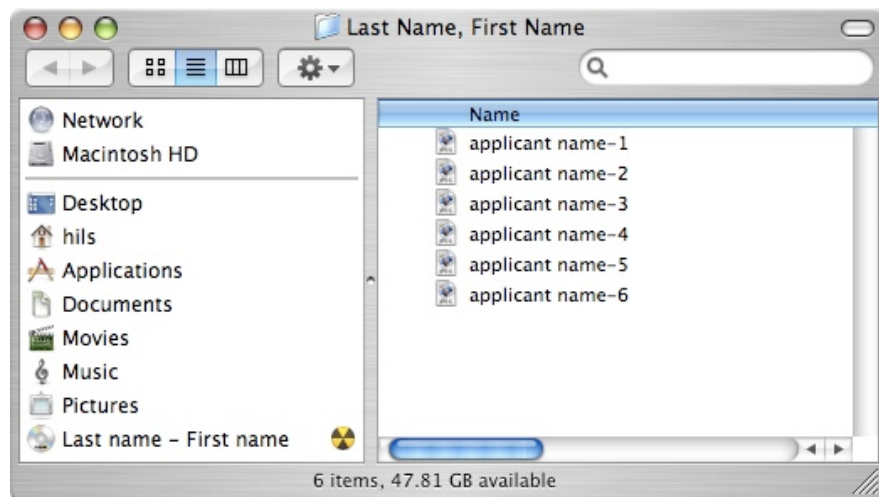 Last Name, First Name
Name
Network
Macintosh HD
Desktop
hils
Applications
Documents
Movies
Music
Pictures
Last name – First name
applicant name–1
applicant name–2
applicant name–3
applicant name–4
applicant name–5
applicant name–6
6 items, 47.81 GB available